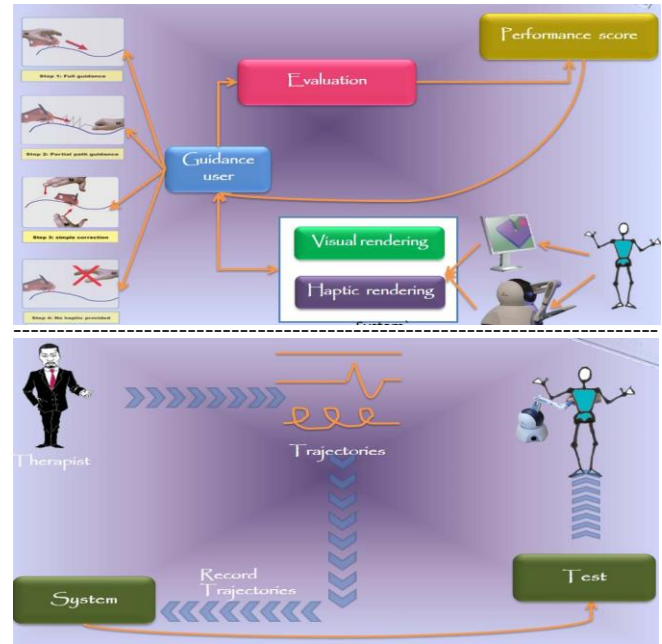 Performance score
Evaluation
Step 1: Full guidance
Guidance
user
Step 2: Partial path guidance
Visual rendering
Step 3: simple correction
Haptic rendering
Step 4: No haptic provided
System)
Therapist
Trajectories
Record
Trajectories
System
Test